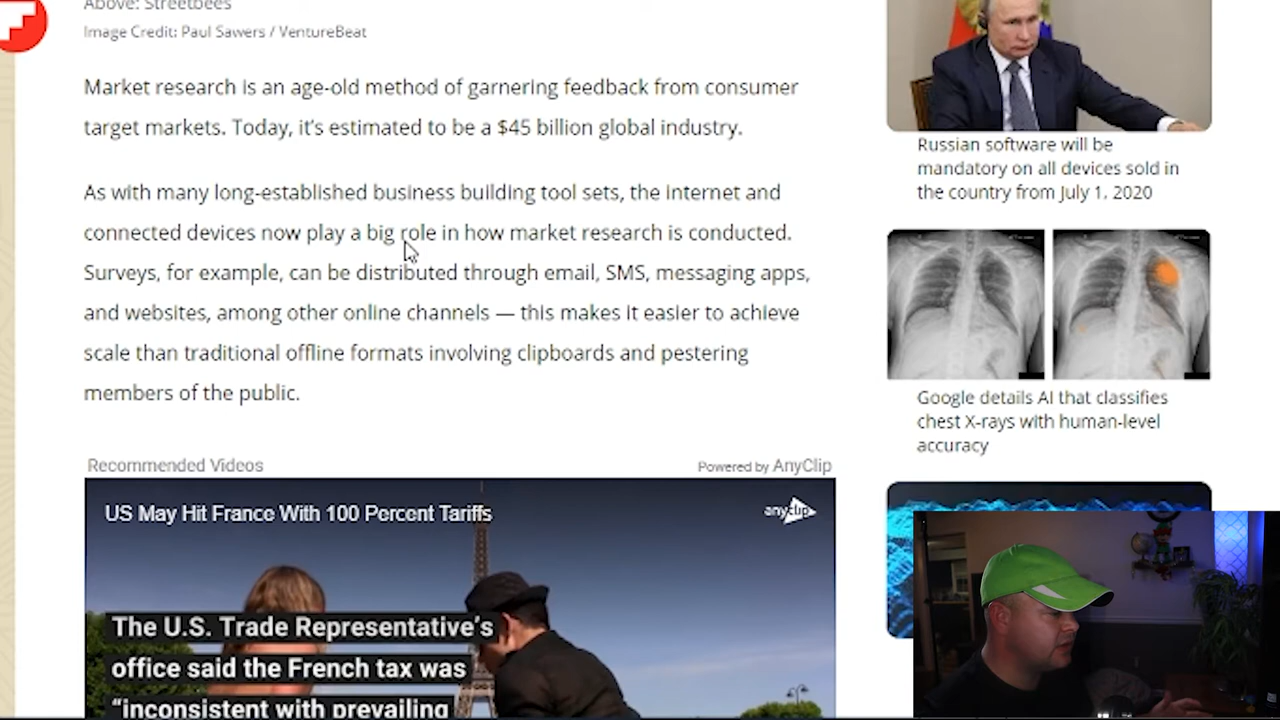 Above: Streetbees
Image Credit: Paul Sawers / VentureBeat
Market research is an age-old method of garnering feedback from consumer
target markets. Today, it's estimated to be a $45 billion global industry.
As with many long-established business building tool sets, the internet and
connected devices now play a big role in how market research is conducted.
Surveys, for example, can be distributed through email, SMS, messaging apps,
and websites, among other online channels — this makes it easier to achieve
scale than traditional offline formats involving clipboards and pestering
members of the public.
Recommended Videos
Powered by AnyClip
US May Hit France With 100 Percent Tariffs
anyclip
The U.S. Trade Representative's
office said the French tax was
“inconsistent with prevailing
Russian software will be
mandatory on all devices sold in
the country from July 1, 2020
Google details AI that classifies
chest X-rays with human-level
accuracy